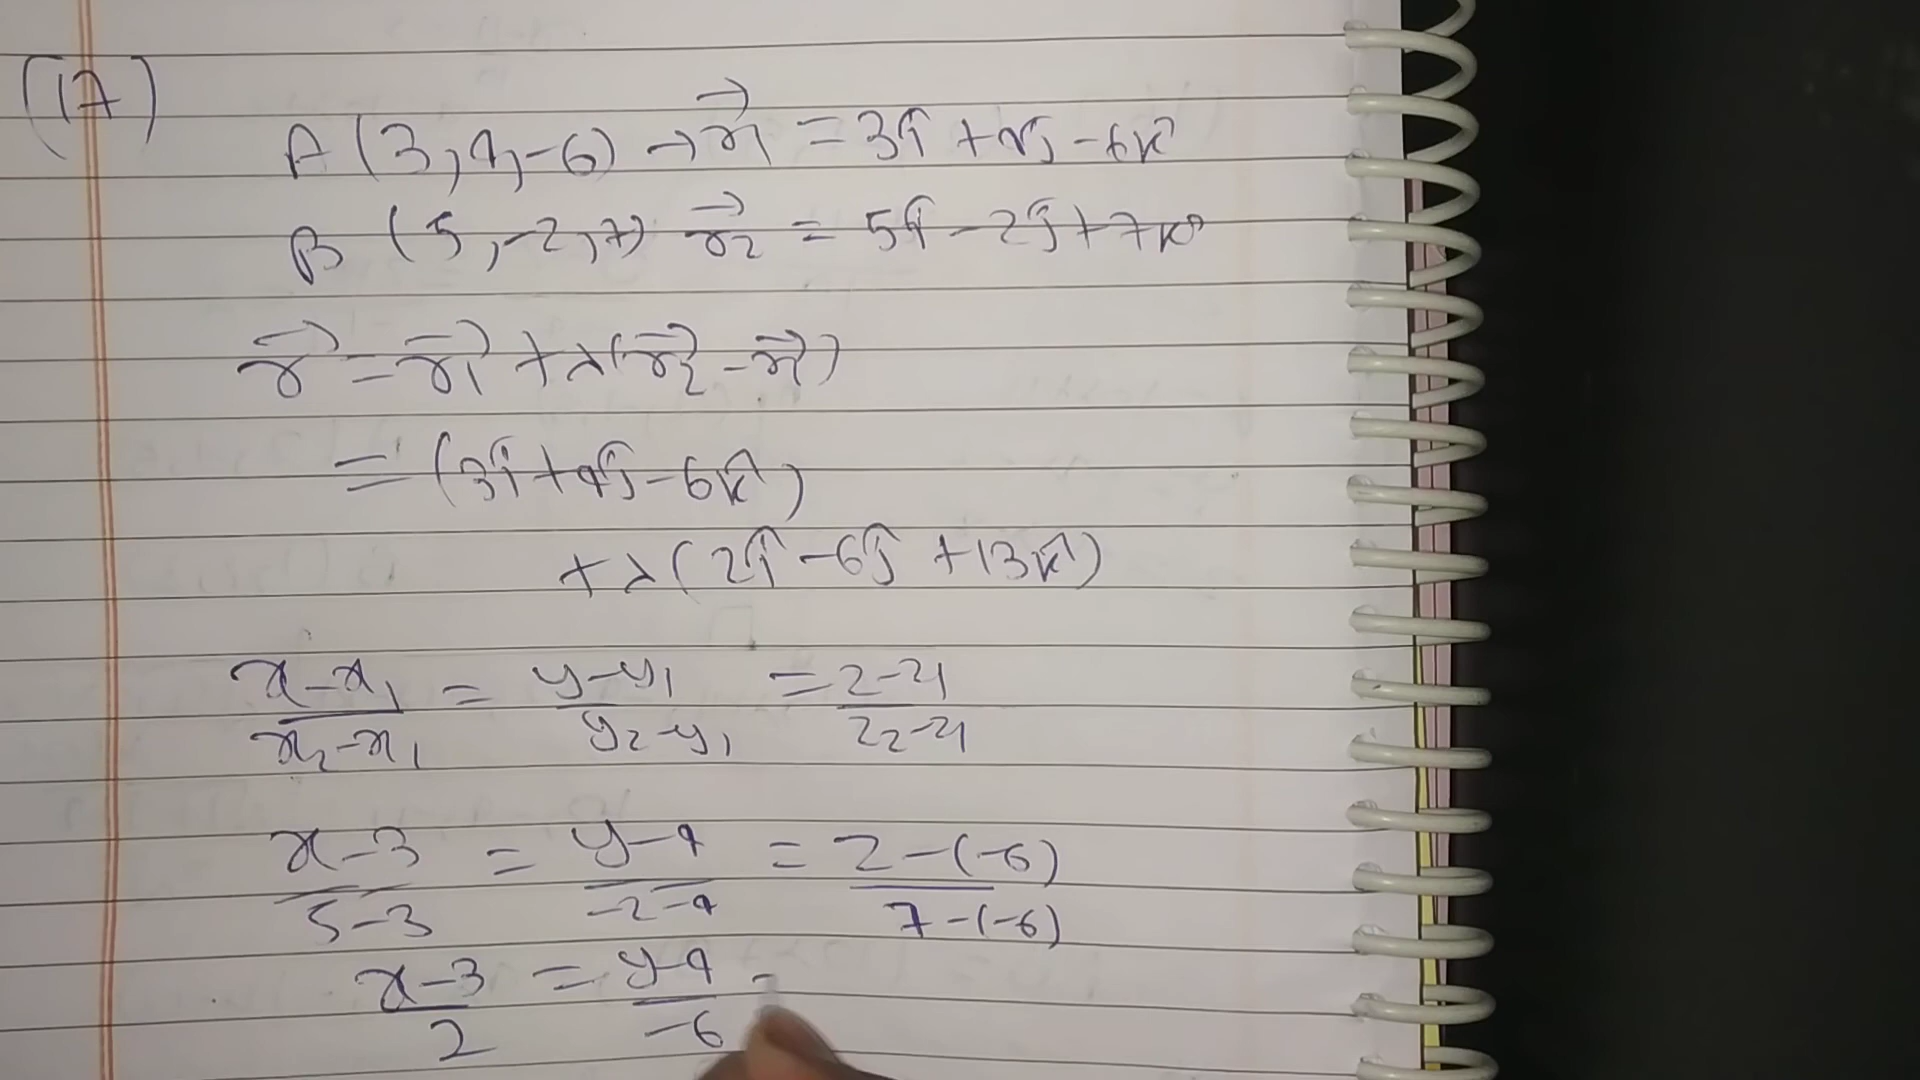 (17)
A (3, 4, -6) → r⃗₁ = 3î + 4ĵ - 6k̂
B (5, -2, 7) r⃗₂ = 5î - 2ĵ + 7k̂
r⃗ = r⃗₁ + λ(r⃗₂ - r⃗₁)
= (3î + 4ĵ - 6k̂)
+ λ(2î - 6ĵ + 13k̂)
x-x₁ = y-y₁ = z-z₁
x₂-x₁ y₂-y₁ z₂-z₁
x-3 = y-4 = z-(-6)
5-3 -2-4 7-(-6)
x-3 = y-4 =
2 -6